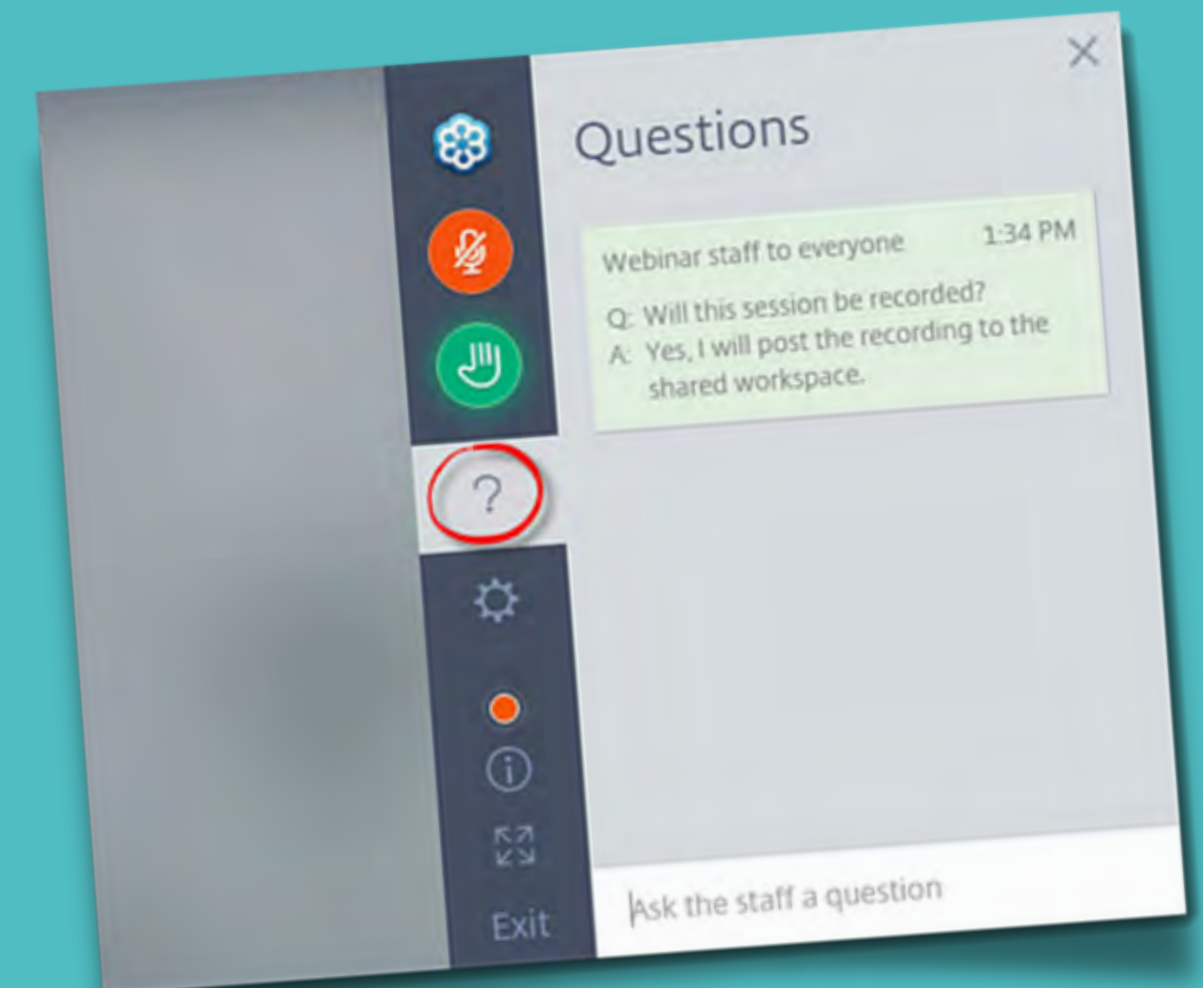 Questions
Webinar staff to everyone 1:34 PM
Q: Will this session be recorded?
A: Yes, I will post the recording to the
shared workspace.
?
Exit
Ask the staff a question